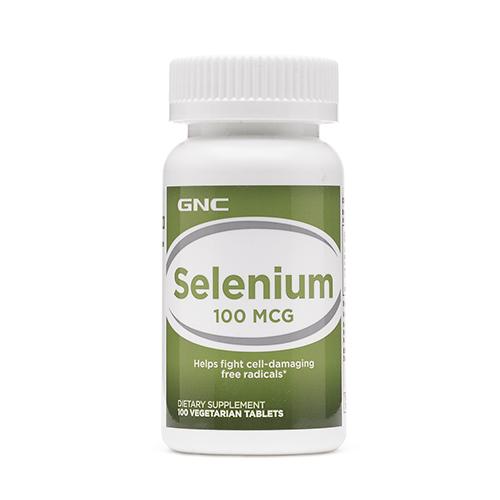 GNC
Selenium
100 MCG
Helps fight cell-damaging
free radicals*
DIETARY SUPPLEMENT
100 VEGETARIAN TABLETS